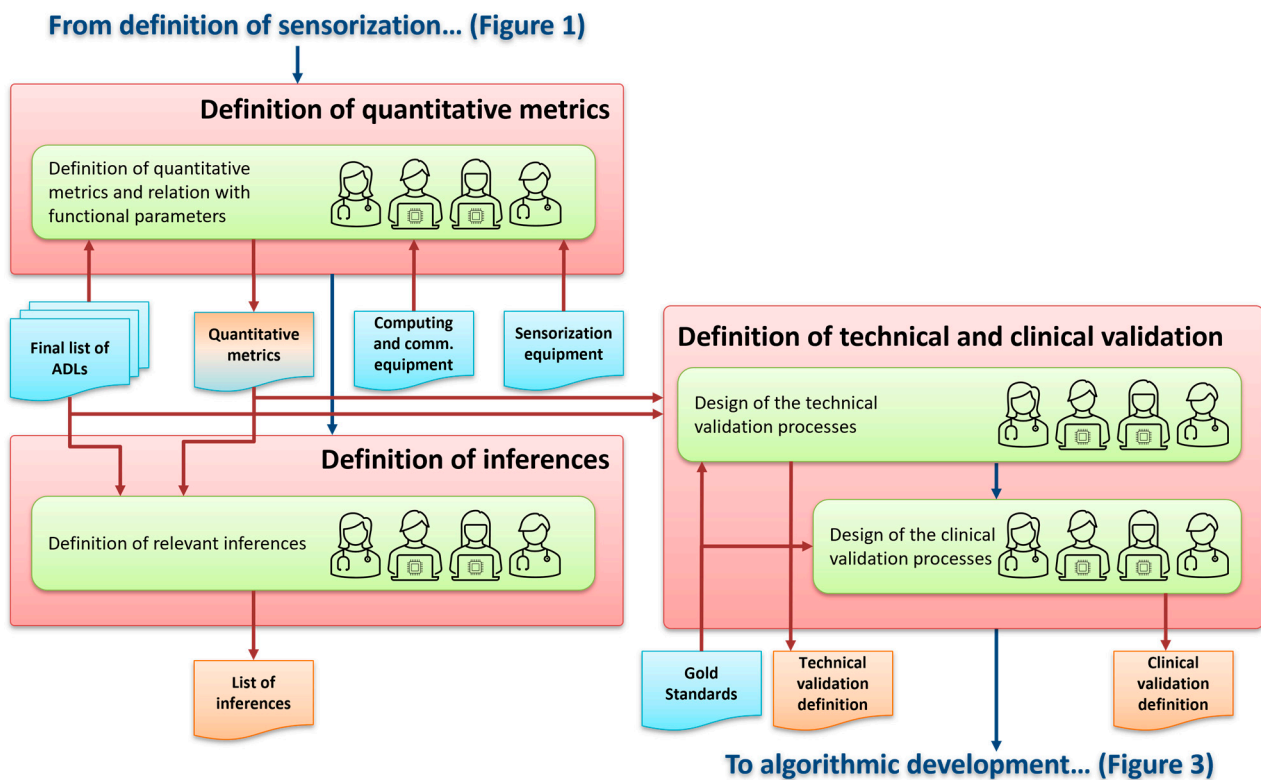 From definition of sensorization... (Figure 1)
Definition of quantitative metrics
Definition of quantitative
metrics and relation with
functional parameters
Final list of
ADLs
Quantitative
metrics
Computing
and comm.
equipment
Sensorization
equipment
Definition of inferences
Definition of relevant inferences
List of
inferences
Definition of technical and clinical validation
Design of the technical
validation processes
Design of the clinical
validation processes
Gold
Standards
Technical
validation
definition
Clinical
validation
definition
To algorithmic development... (Figure 3)